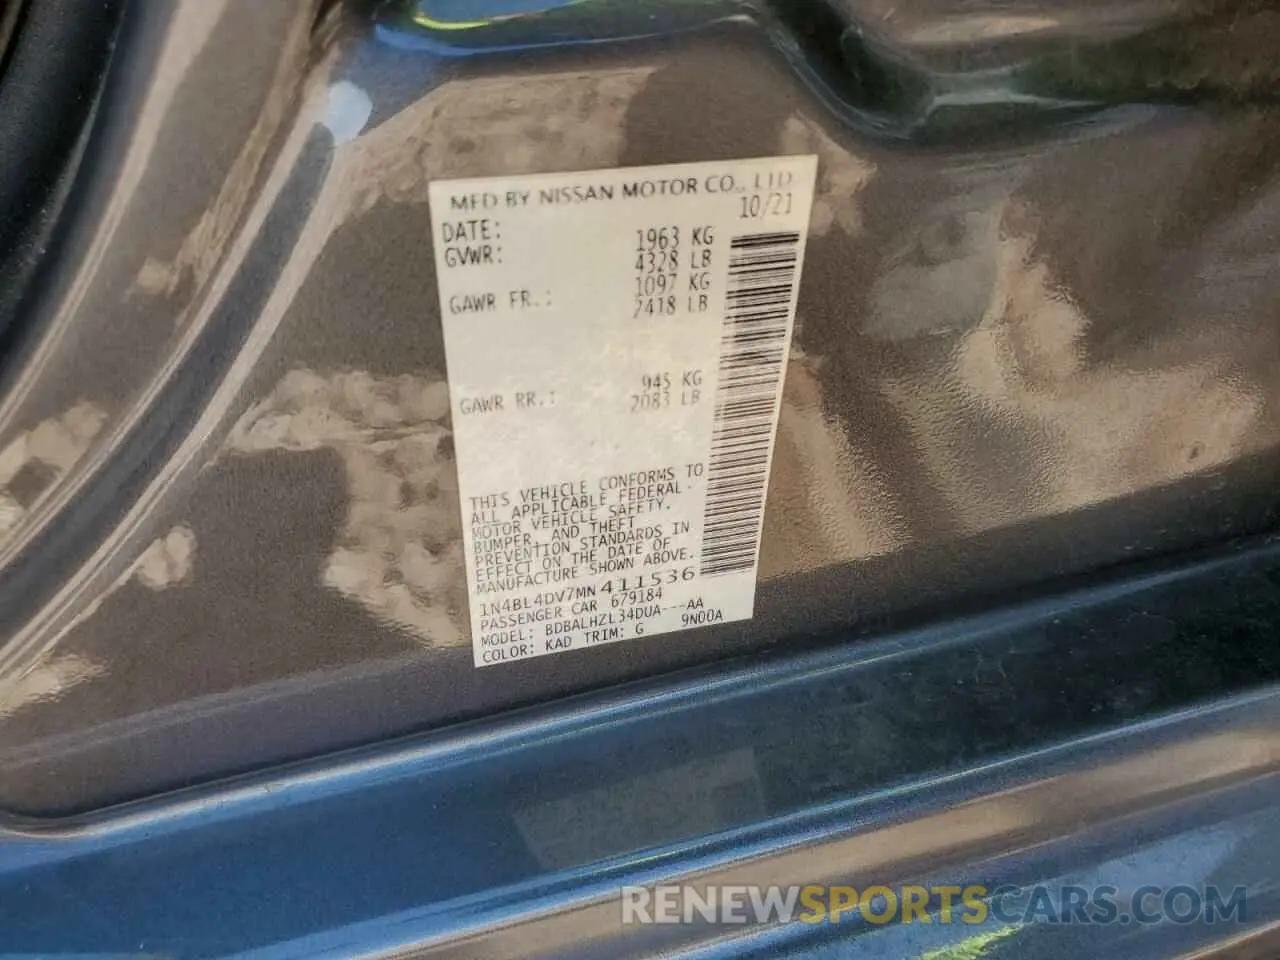 MFD BY NISSAN MOTOR CO., LTD
DATE: 10/21
GVWR: 1963 KG
4328 LB
GAWR FR.: 1097 KG
2418 LB
GAWR RR.: 945 KG
2083 LB
THIS VEHICLE CONFORMS TO
ALL APPLICABLE FEDERAL
MOTOR VEHICLE SAFETY,
BUMPER, AND THEFT
PREVENTION STANDARDS IN
EFFECT ON THE DATE OF
MANUFACTURE SHOWN ABOVE.
1N4BL4DV7MN411536
PASSENGER CAR 679184
MODEL: BDBALHZL34DUA---AA
COLOR: KAD TRIM: G 9N00A
RENEWSPORTSCARS.COM